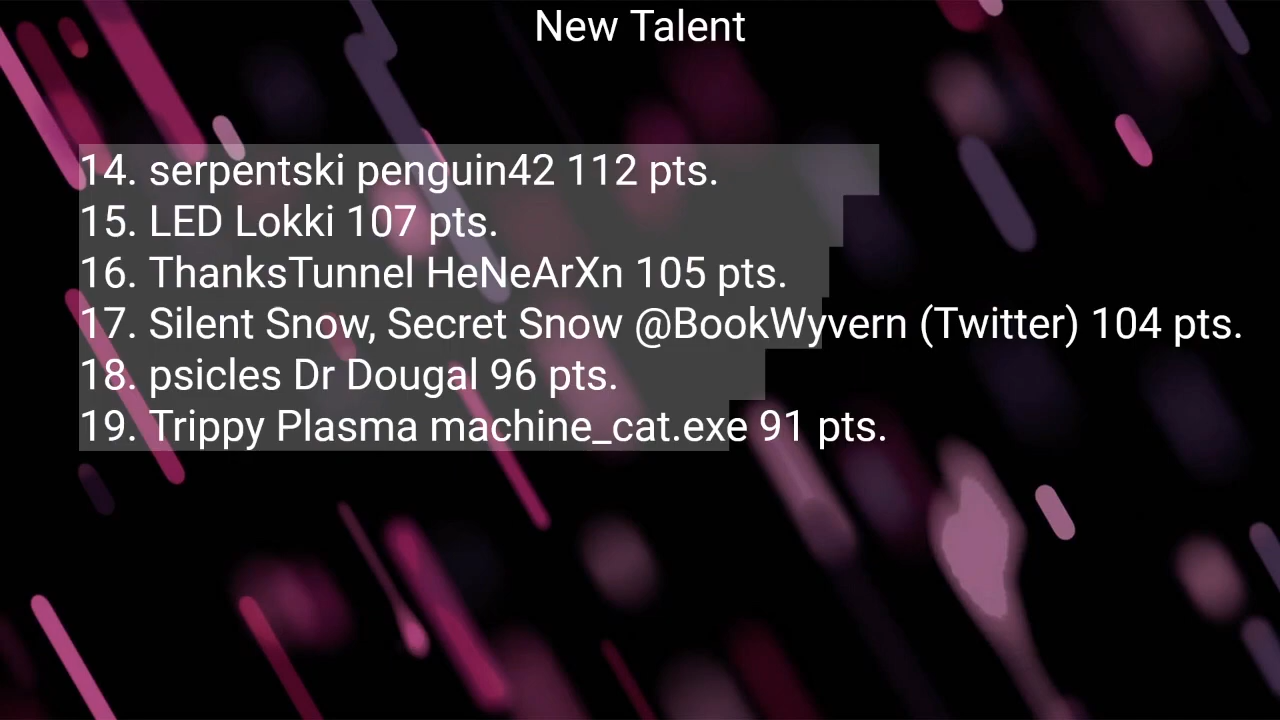 New Talent
14. serpentski penguin42 112 pts.
15. LED Lokki 107 pts.
16. ThanksTunnel HeNeArXn 105 pts.
17. Silent Snow, Secret Snow @BookWyvern (Twitter) 104 pts.
18. psicles Dr Dougal 96 pts.
19. Trippy Plasma machine_cat.exe 91 pts.